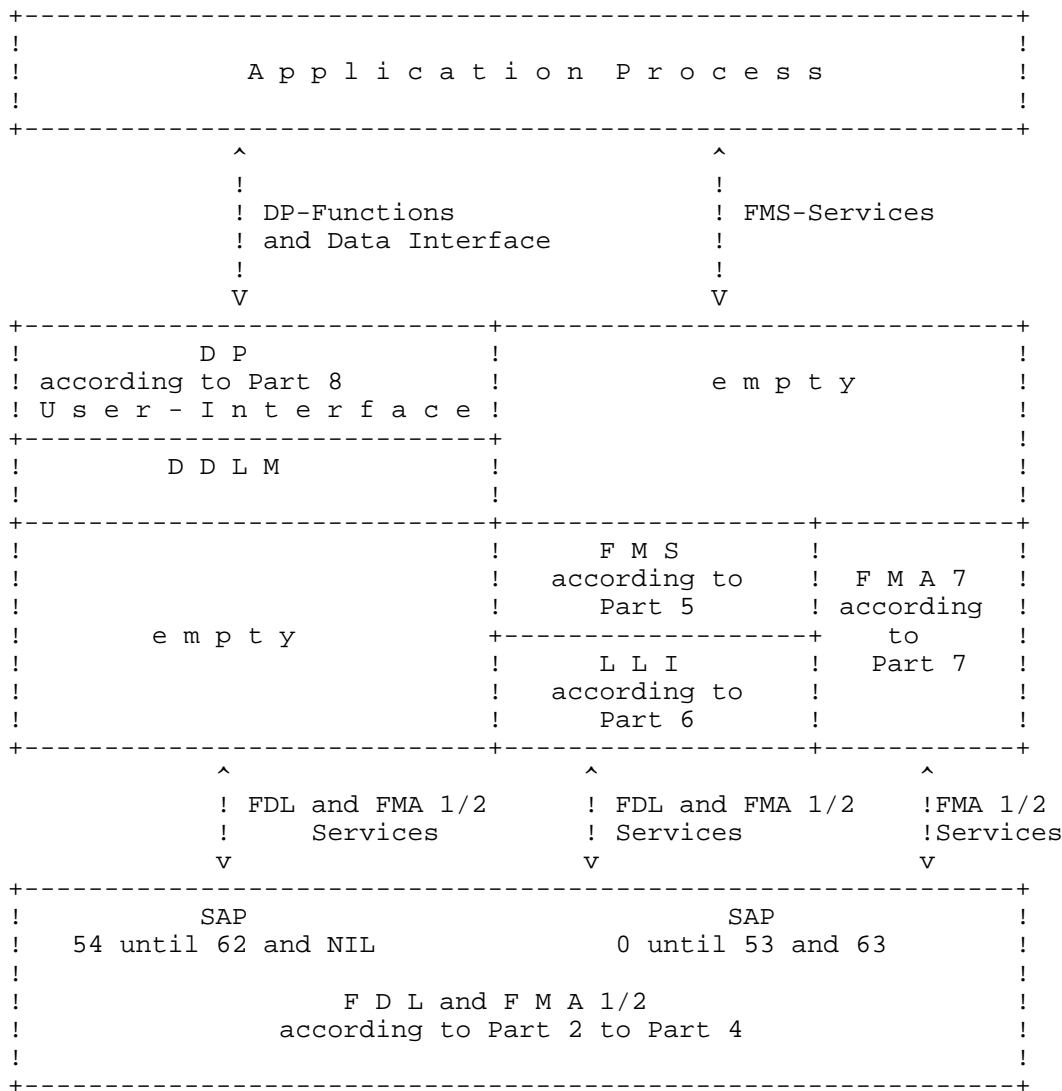 A p p l i c a t i o n  P r o c e s s
DP-Functions
and Data Interface
FMS-Services
D P
according to Part 8
U s e r - I n t e r f a c e
e m p t y
D D L M
e m p t y
F M S
according to
Part 5
L L I
according to
Part 6
F M A 7
according
to
Part 7
FDL and FMA 1/2
Services
FDL and FMA 1/2
Services
FMA 1/2
Services
SAP
54 until 62 and NIL
SAP
0 until 53 and 63
F D L and F M A 1/2
according to Part 2 to Part 4